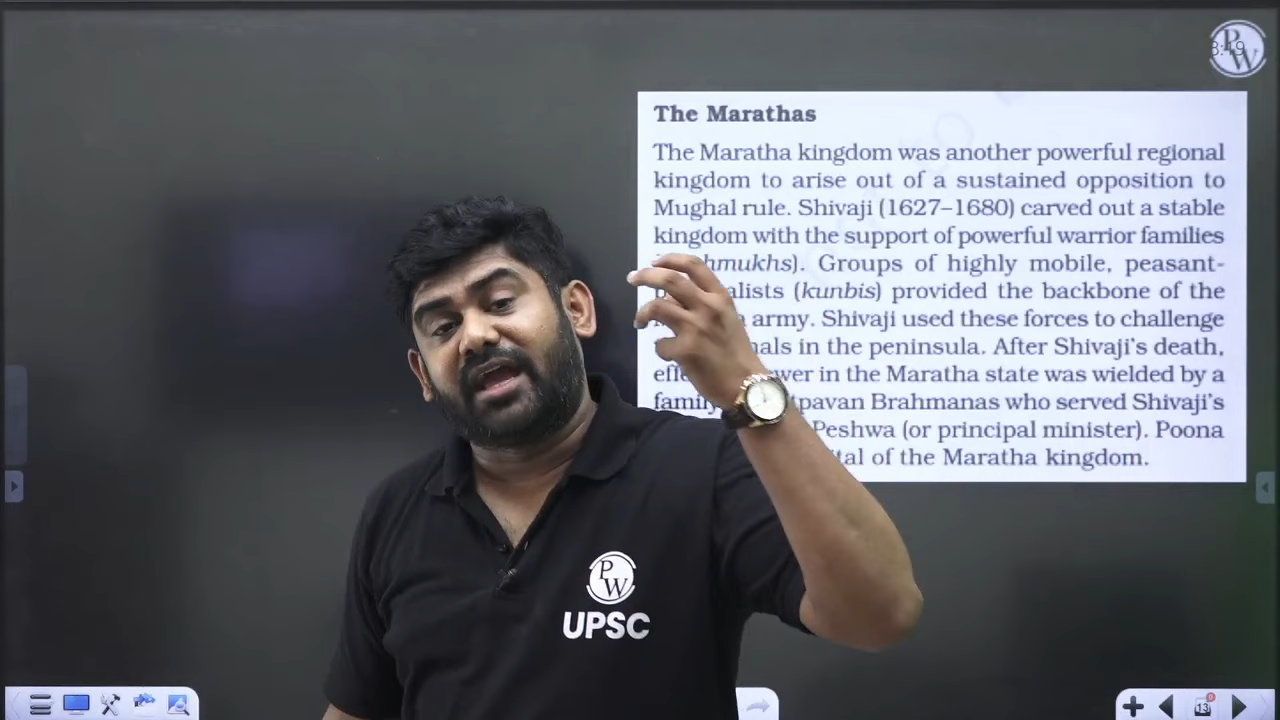 P
W
3:49
The Marathas
The Maratha kingdom was another powerful regional
kingdom to arise out of a sustained opposition to
Mughal rule. Shivaji (1627–1680) carved out a stable
kingdom with the support of powerful warrior families
hmukhs). Groups of highly mobile, peasant-
alists (kunbis) provided the backbone of the
army. Shivaji used these forces to challenge
in the peninsula. After Shivaji's death,
in the Maratha state was wielded by a
family Brahmanas who served Shivaji's
Peshwa (or principal minister). Poona
of the Maratha kingdom.
P
W
UPSC
13